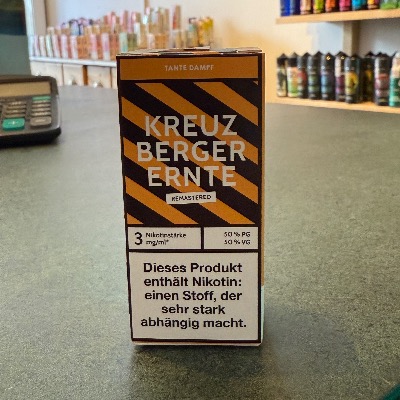 TANTE DAMPF
KREUZ
BERGER
ERNTE
REMASTERED
3 Nikotinstärke
mg/ml*
50 % PG
50 % VG
Dieses Produkt
enthält Nikotin:
einen Stoff, der
sehr stark
abhängig macht.